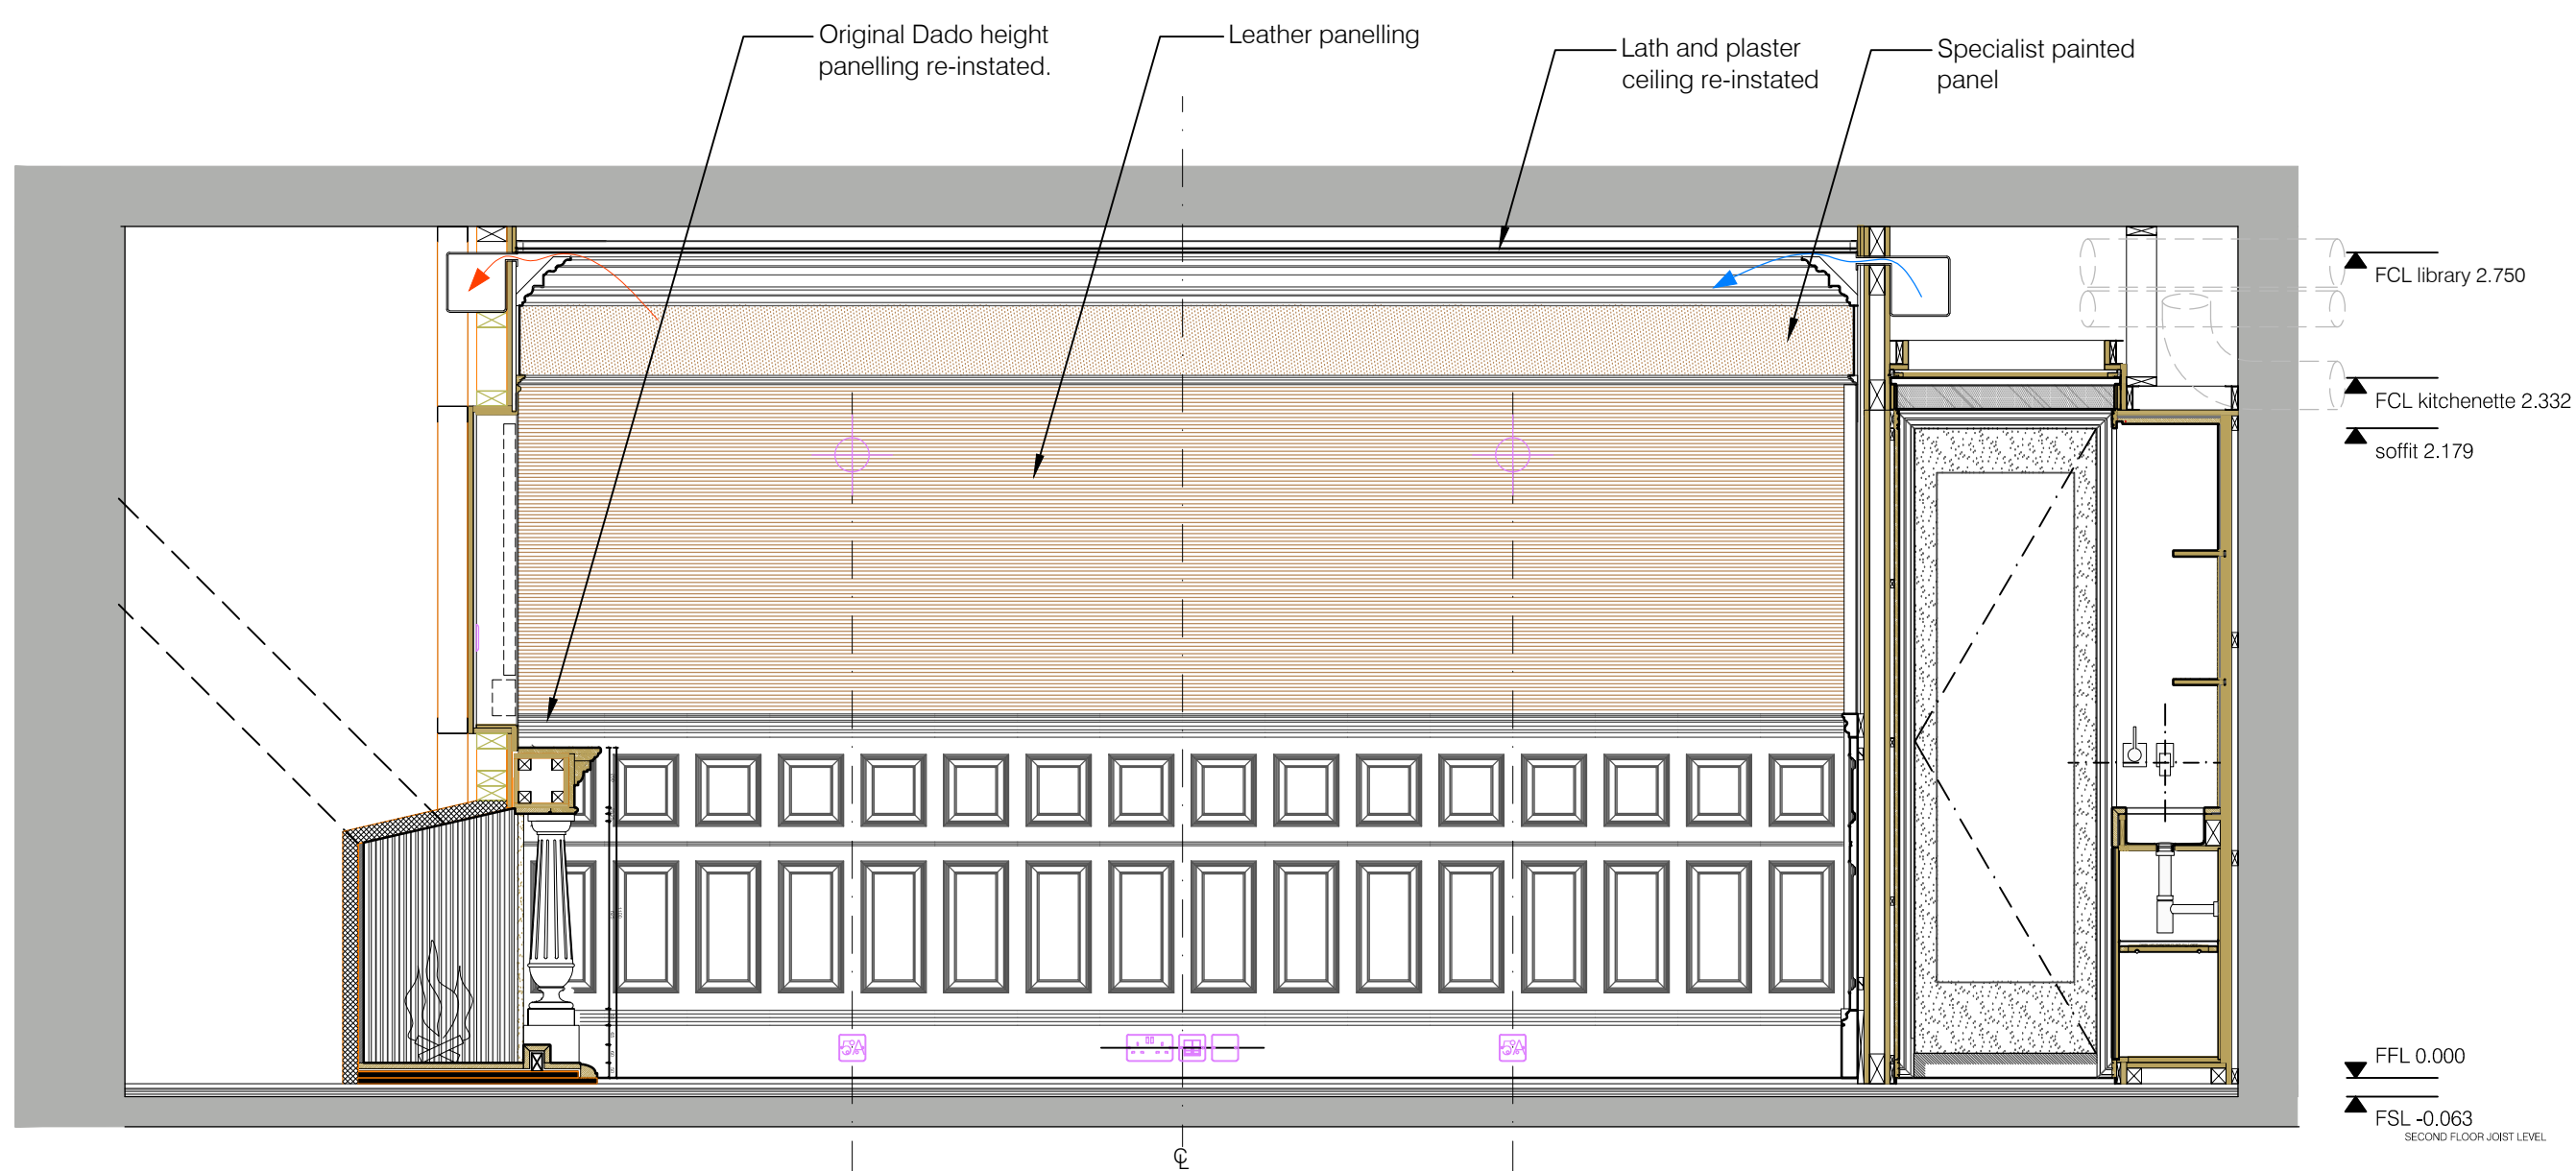 Original Dado height
panelling re-instated.
Leather panelling
Lath and plaster
ceiling re-instated
Specialist painted
panel
FCL library 2.750
FCL kitchenette 2.332
soffit 2.179
5A
5A
FFL 0.000
FSL -0.063
SECOND FLOOR JOIST LEVEL
℄